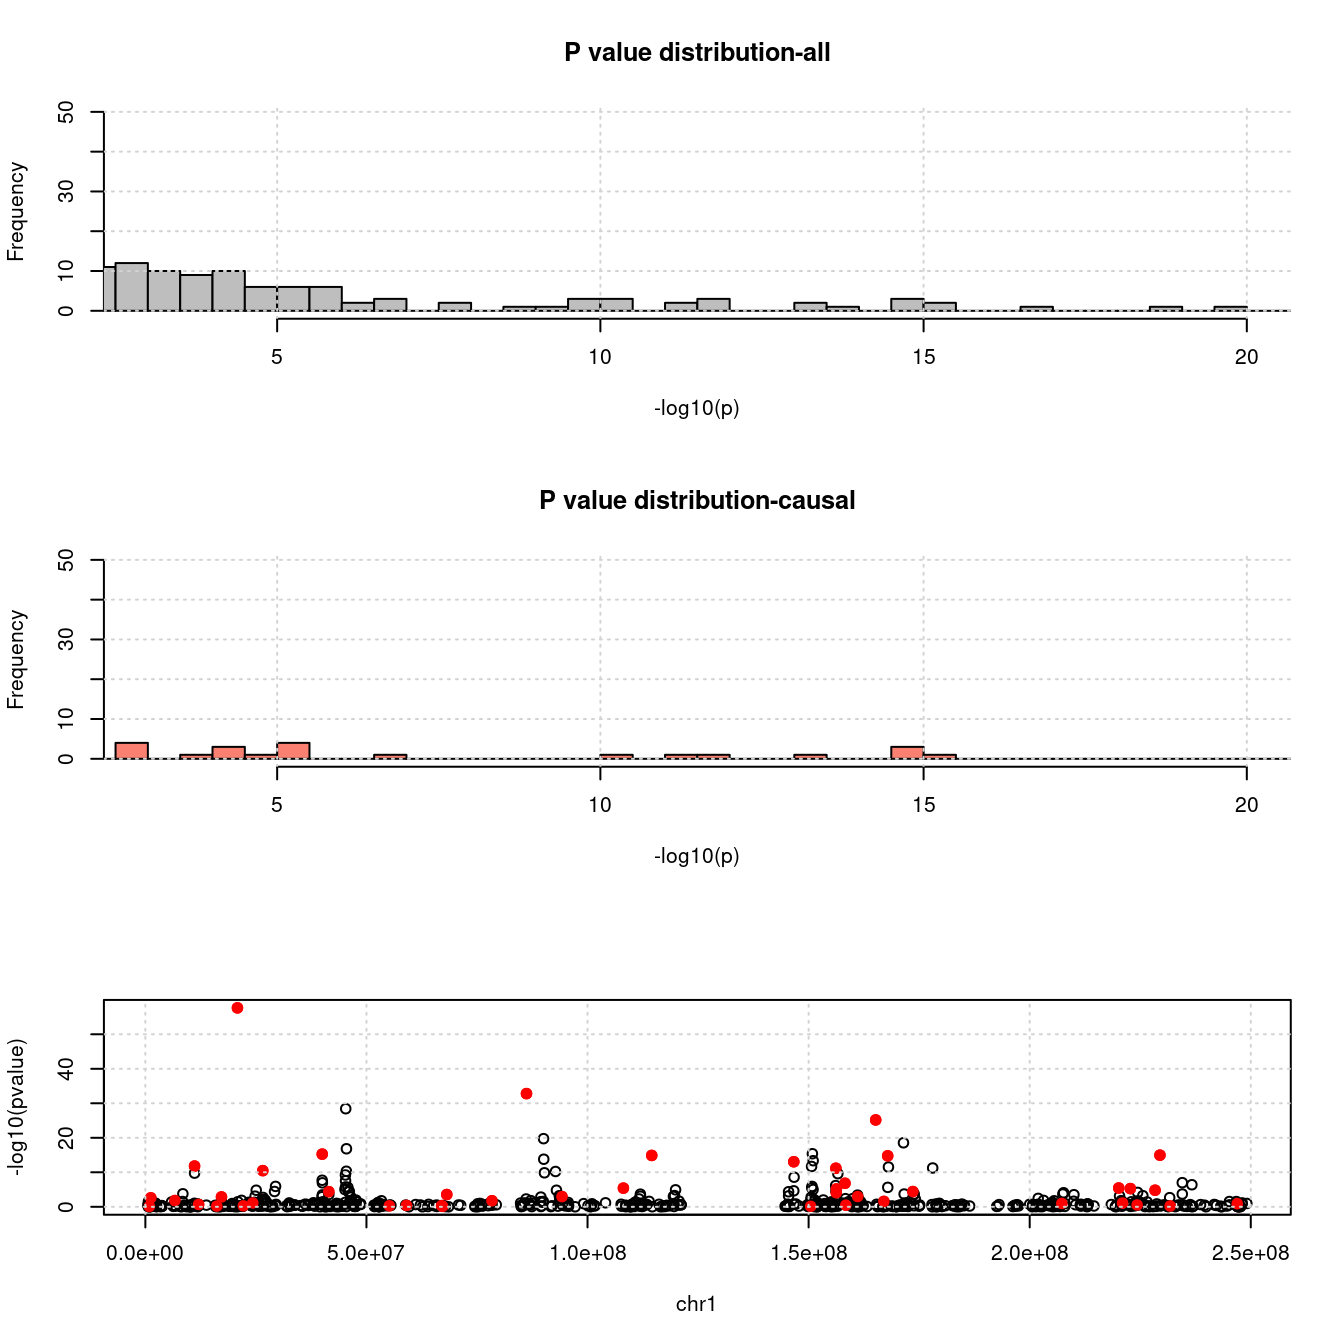 P value distribution-all
Frequency
50
30
10
0
5 10 15 20
-log10(p)
P value distribution-causal
Frequency
50
30
10
0
5 10 15 20
-log10(p)
-log10(pvalue)
40
20
0
0.0e+00 5.0e+07 1.0e+08 1.5e+08 2.0e+08 2.5e+08
chr1